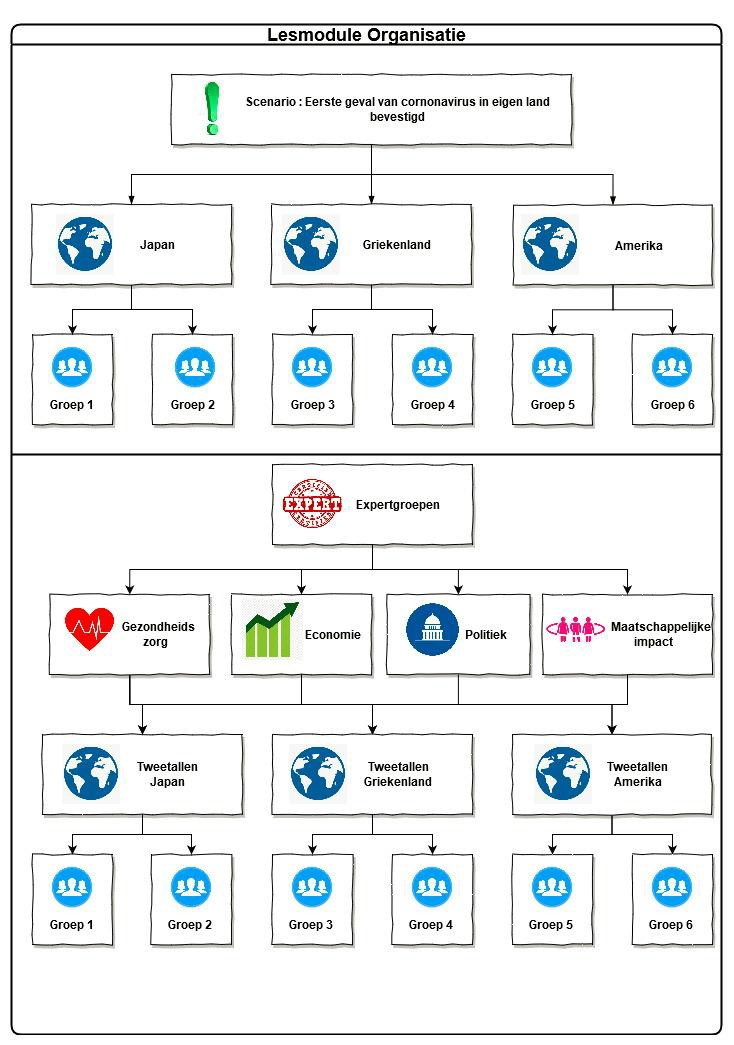 Lesmodule Organisatie
Scenario : Eerste geval van cornonavirus in eigen land
bevestigd
Japan
Griekenland
Amerika
Groep 1
Groep 2
Groep 3
Groep 4
Groep 5
Groep 6
EXPERT
Expertgroepen
Gezondheids
zorg
Economie
Politiek
Maatschappelijke
impact
Tweetallen
Japan
Tweetallen
Griekenland
Tweetallen
Amerika
Groep 1
Groep 2
Groep 3
Groep 4
Groep 5
Groep 6